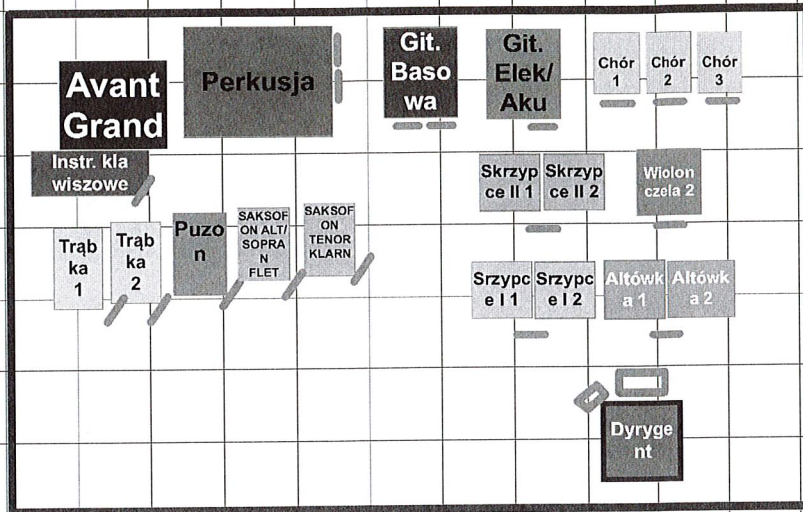 Avant
Grand
Perkusja
Git.
Baso
wa
Git.
Elek/
Aku
Chór
1
Chór
2
Chór
3
Instr. kla
wiszowe
Skrzyp
ce II 1
Skrzyp
ce II 2
Wiolon
czela 2
Trąb
ka
1
Trąb
ka
2
Puzo
n
SAKSOF
ON ALT/
SOPRA
N
FLET
SAKSOF
ON
TENOR
KLARN
Srzypc
e I 1
Srzypc
e I 2
Altówk
a 1
Altówk
a 2
Dyryge
nt